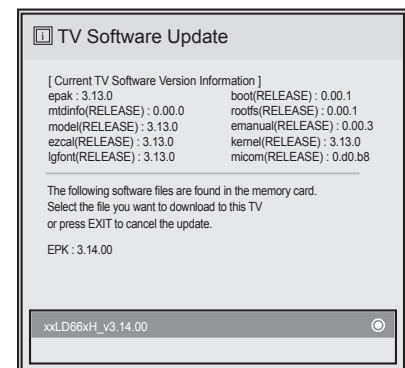 i TV Software Update
[ Current TV Software Version Information ]
epak : 3.13.0 boot(RELEASE) : 0.00.1
mtdinfo(RELEASE) : 0.00.0 rootfs(RELEASE) : 0.00.1
model(RELEASE) : 3.13.0 emanual(RELEASE) : 0.00.3
ezcal(RELEASE) : 3.13.0 kernel(RELEASE) : 3.13.0
lgfont(RELEASE) : 3.13.0 micom(RELEASE) : 0.d0.b8
The following software files are found in the memory card.
Select the file you want to download to this TV
or press EXIT to cancel the update.
EPK : 3.14.00
xxLD66xH_v3.14.00